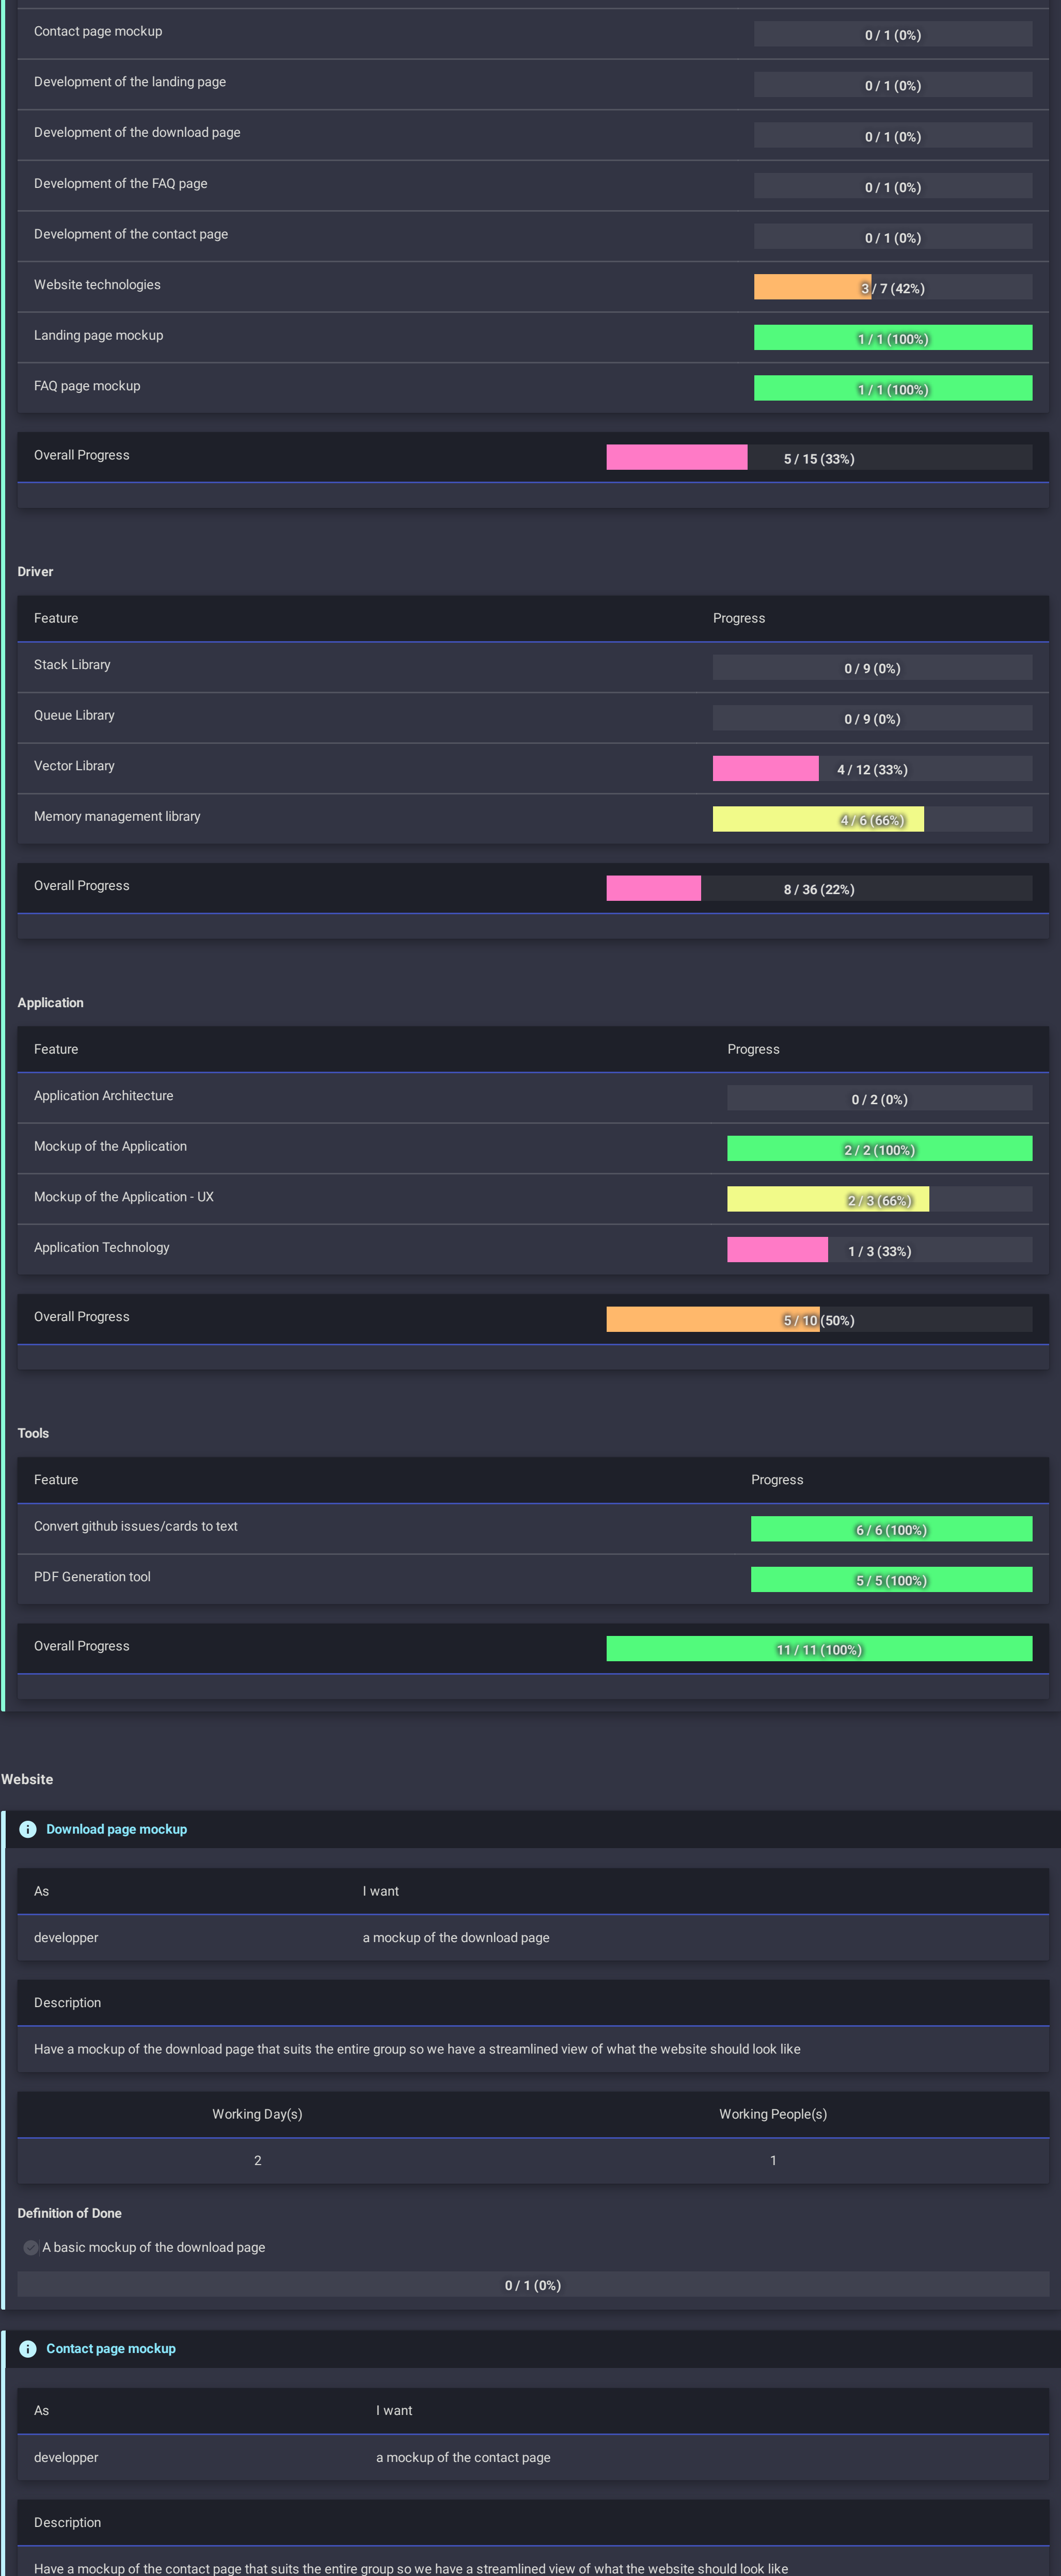 Contact page mockup 0 / 1 (0%)
Development of the landing page 0 / 1 (0%)
Development of the download page 0 / 1 (0%)
Development of the FAQ page 0 / 1 (0%)
Development of the contact page 0 / 1 (0%)
Website technologies 3 / 7 (42%)
Landing page mockup 1 / 1 (100%)
FAQ page mockup 1 / 1 (100%)
Overall Progress 5 / 15 (33%)
Driver
Feature Progress
Stack Library 0 / 9 (0%)
Queue Library 0 / 9 (0%)
Vector Library 4 / 12 (33%)
Memory management library 4 / 6 (66%)
Overall Progress 8 / 36 (22%)
Application
Feature Progress
Application Architecture 0 / 2 (0%)
Mockup of the Application 2 / 2 (100%)
Mockup of the Application - UX 2 / 3 (66%)
Application Technology 1 / 3 (33%)
Overall Progress 5 / 10 (50%)
Tools
Feature Progress
Convert github issues/cards to text 6 / 6 (100%)
PDF Generation tool 5 / 5 (100%)
Overall Progress 11 / 11 (100%)
Website
Download page mockup
As I want
developper a mockup of the download page
Description
Have a mockup of the download page that suits the entire group so we have a streamlined view of what the website should look like
Working Day(s) Working People(s)
2 1
Definition of Done
A basic mockup of the download page
0 / 1 (0%)
Contact page mockup
As I want
developper a mockup of the contact page
Description
Have a mockup of the contact page that suits the entire group so we have a streamlined view of what the website should look like